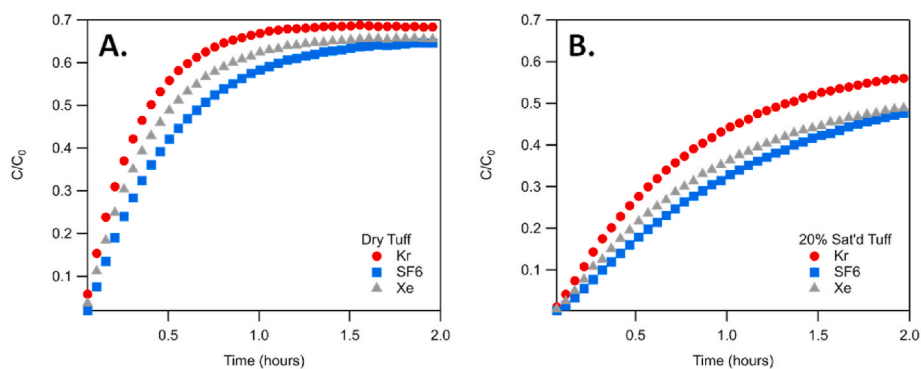 A.
C/C0
0.7
0.6
0.5
0.4
0.3
0.2
0.1
Dry Tuff
Kr
SF6
Xe
0.5 1.0 1.5 2.0
Time (hours)
B.
C/C0
0.7
0.6
0.5
0.4
0.3
0.2
0.1
20% Sat'd Tuff
Kr
SF6
Xe
0.5 1.0 1.5 2.0
Time (hours)